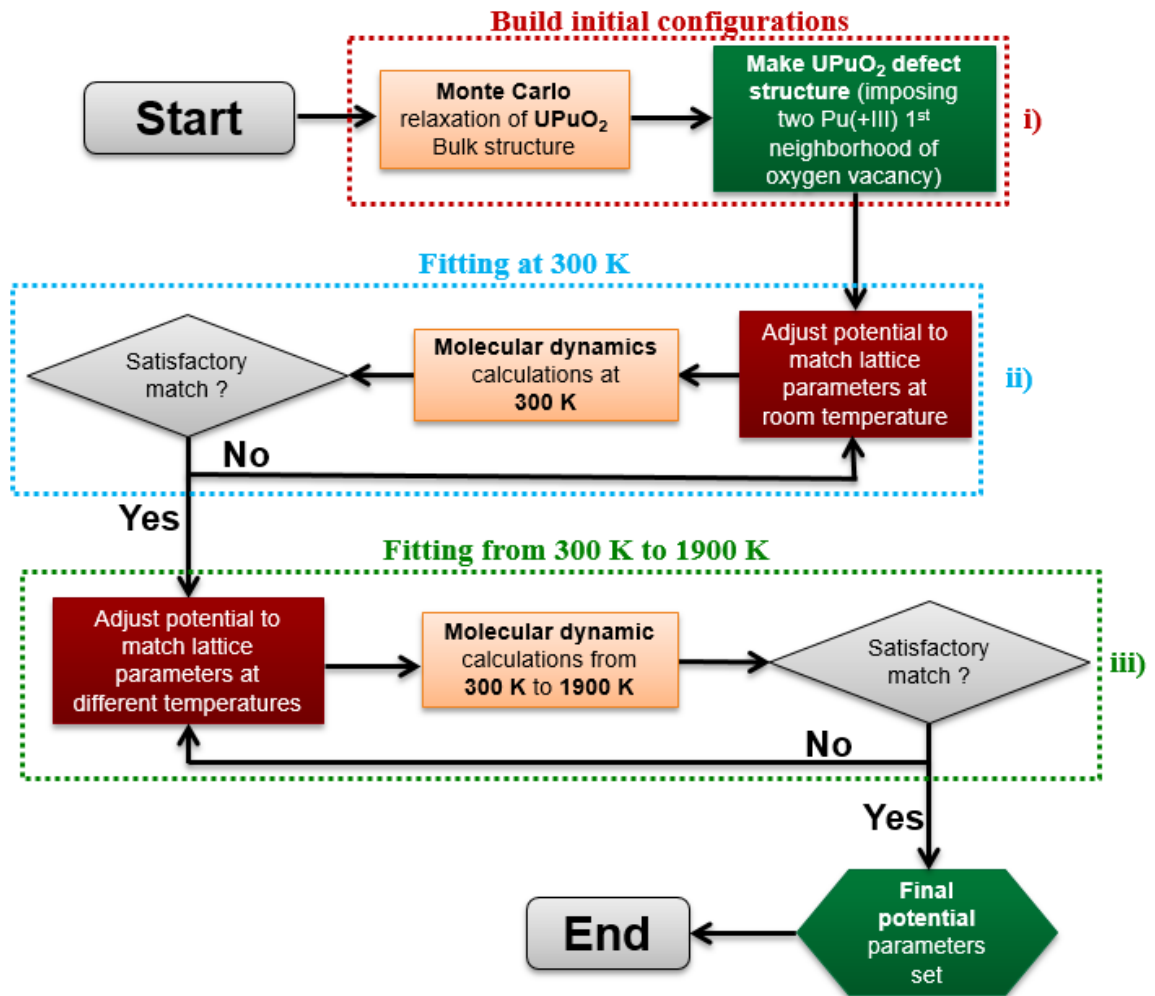 Build initial configurations
Start
Monte Carlo
relaxation of UPuO₂
Bulk structure
Make UPuO₂ defect
structure (imposing
two Pu(+III) 1ˢᵗ
neighborhood of
oxygen vacancy)
i)
Fitting at 300 K
Satisfactory
match ?
Molecular dynamics
calculations at
300 K
Adjust potential to
match lattice
parameters at
room temperature
ii)
No
Yes
Fitting from 300 K to 1900 K
Adjust potential to
match lattice
parameters at
different temperatures
Molecular dynamic
calculations from
300 K to 1900 K
Satisfactory
match ?
iii)
No
Yes
Final
potential
parameters
set
End